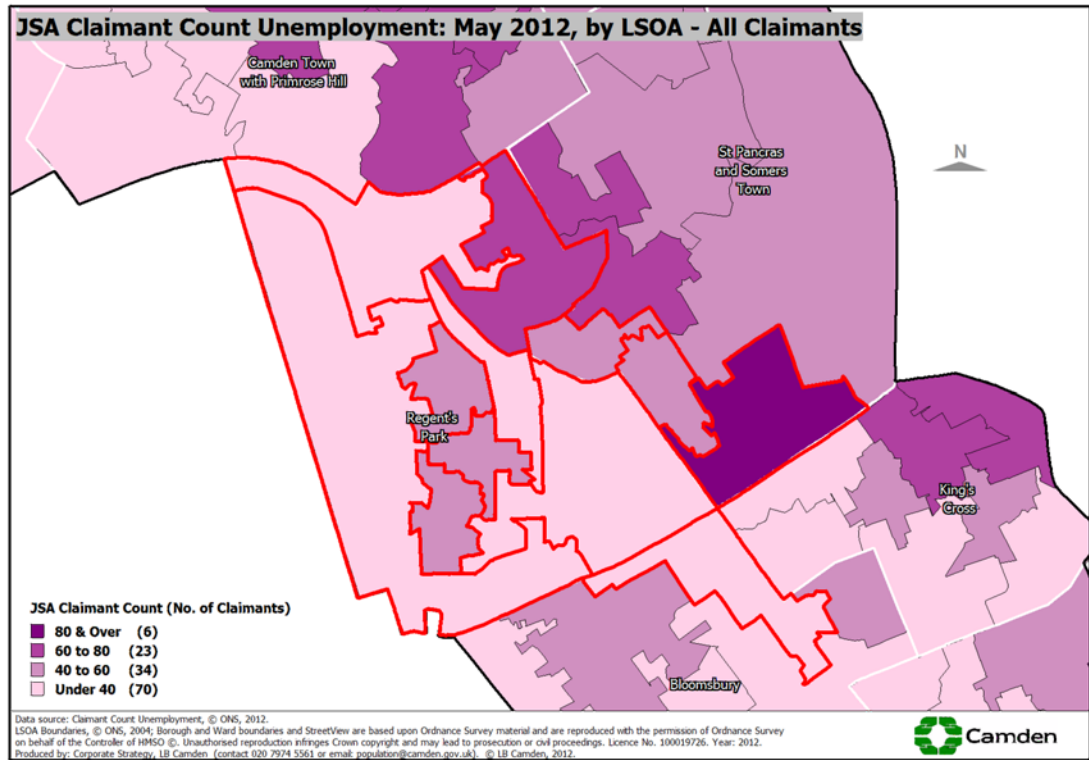 JSA Claimant Count Unemployment: May 2012, by LSOA - All Claimants
Camden Town
with Primrose Hill
St Pancras
and Somers
Town
N
Regent's
Park
King's
Cross
Bloomsbury
JSA Claimant Count (No. of Claimants)
80 & Over (6)
60 to 80 (23)
40 to 60 (34)
Under 40 (70)
Data source: Claimant Count Unemployment, © ONS, 2012.
LSOA Boundaries, © ONS, 2004; Borough and Ward boundaries and StreetView are based upon Ordnance Survey material and are reproduced with the permission of Ordnance Survey
on behalf of the Controller of HMSO ©. Unauthorised reproduction infringes Crown copyright and may lead to prosecution or civil proceedings. Licence No. 100019726. Year: 2012.
Produced by: Corporate Strategy, LB Camden (contact 020 7974 5561 or email: population@camden.gov.uk). © LB Camden, 2012.
Camden